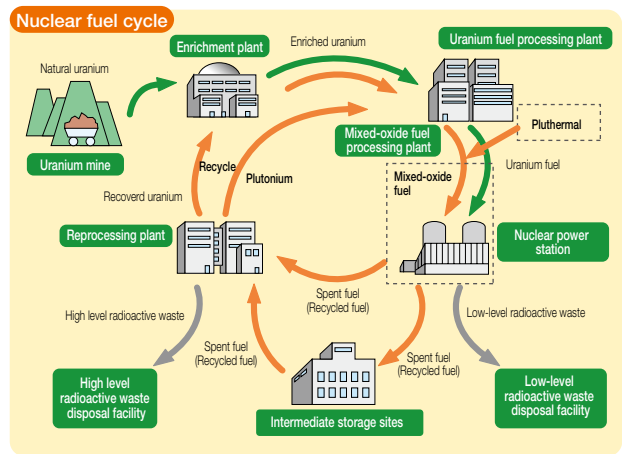 Nuclear fuel cycle
Enrichment plant
Enriched uranium
Uranium fuel processing plant
Natural uranium
Uranium mine
Mixed-oxide fuel
processing plant
Pluthermal
Recycle
Plutonium
Mixed-oxide
fuel
Uranium fuel
Recoverd uranium
Reprocessing plant
Nuclear power
station
Spent fuel
(Recycled fuel)
High level radioactive waste
Low-level radioactive waste
Spent fuel
(Recycled fuel)
Spent fuel
(Recycled fuel)
High level
radioactive waste
disposal facility
Intermediate storage sites
Low-level
radioactive waste
disposal facility